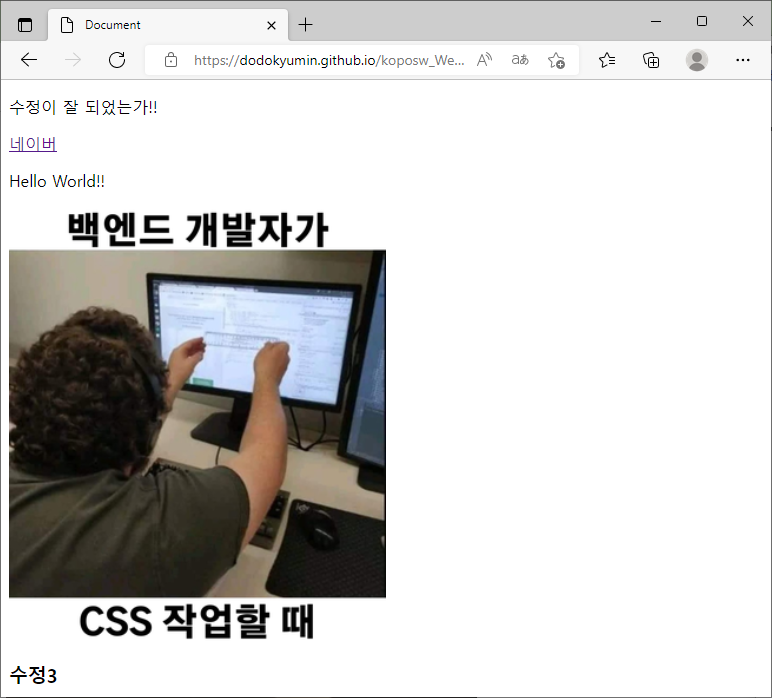 Document
https://dodokyumin.github.io/koposw_We...
수정이 잘 되었는가!!
네이버
Hello World!!
백엔드 개발자가
CSS 작업할 때
수정3